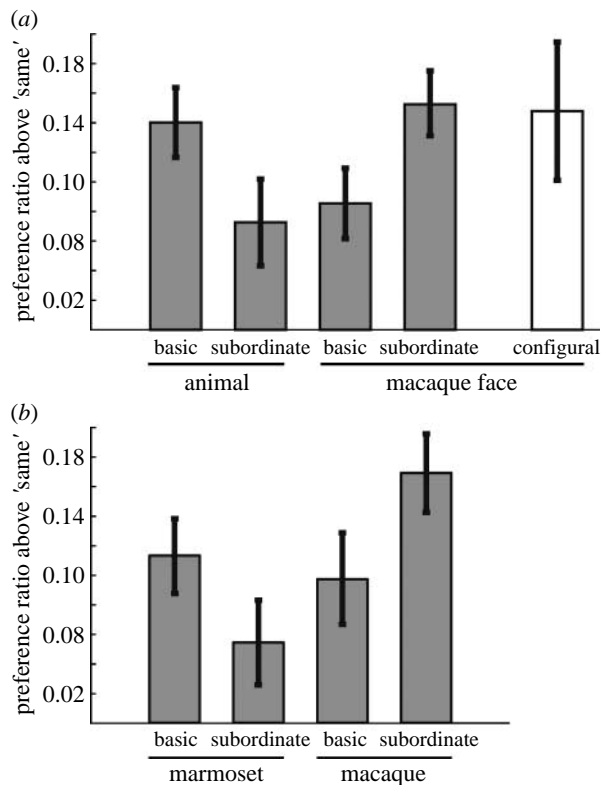 (a)
preference ratio above 'same'
0.18
0.14
0.10
0.08
0.02
basic subordinate basic subordinate configural
animal macaque face
(b)
preference ratio above 'same'
0.18
0.14
0.10
0.08
0.02
basic subordinate basic subordinate
marmoset macaque